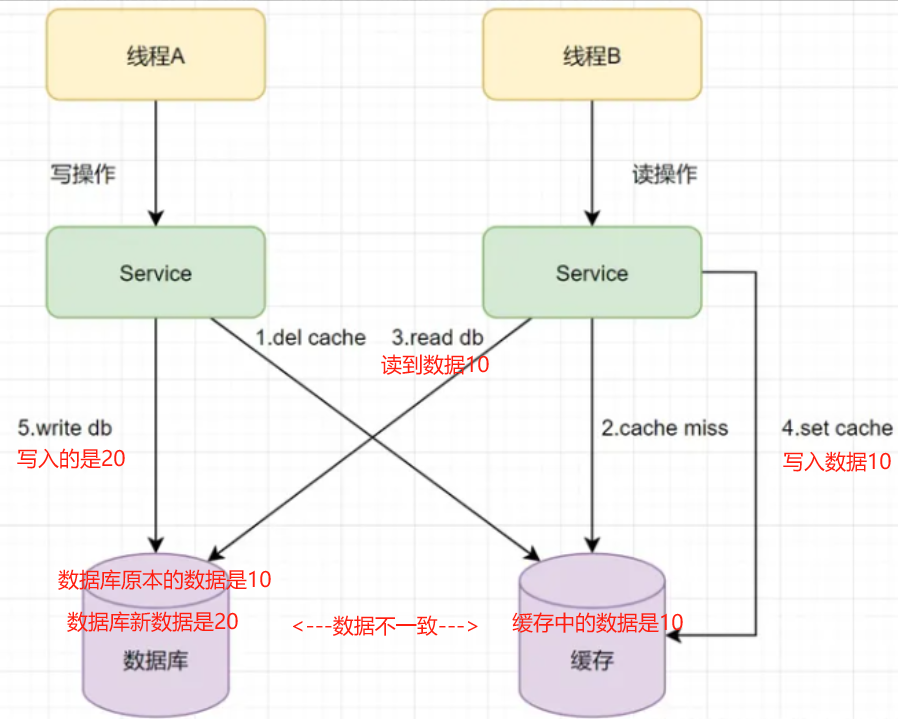 线程A
线程B
写操作
读操作
Service
Service
1.del cache
3.read db
读到数据10
5.write db
写入的是20
2.cache miss
4.set cache
写入数据10
数据库原本的数据是10
数据库新数据是20
<---数据不一致--->
缓存中的数据是10
数据库
缓存